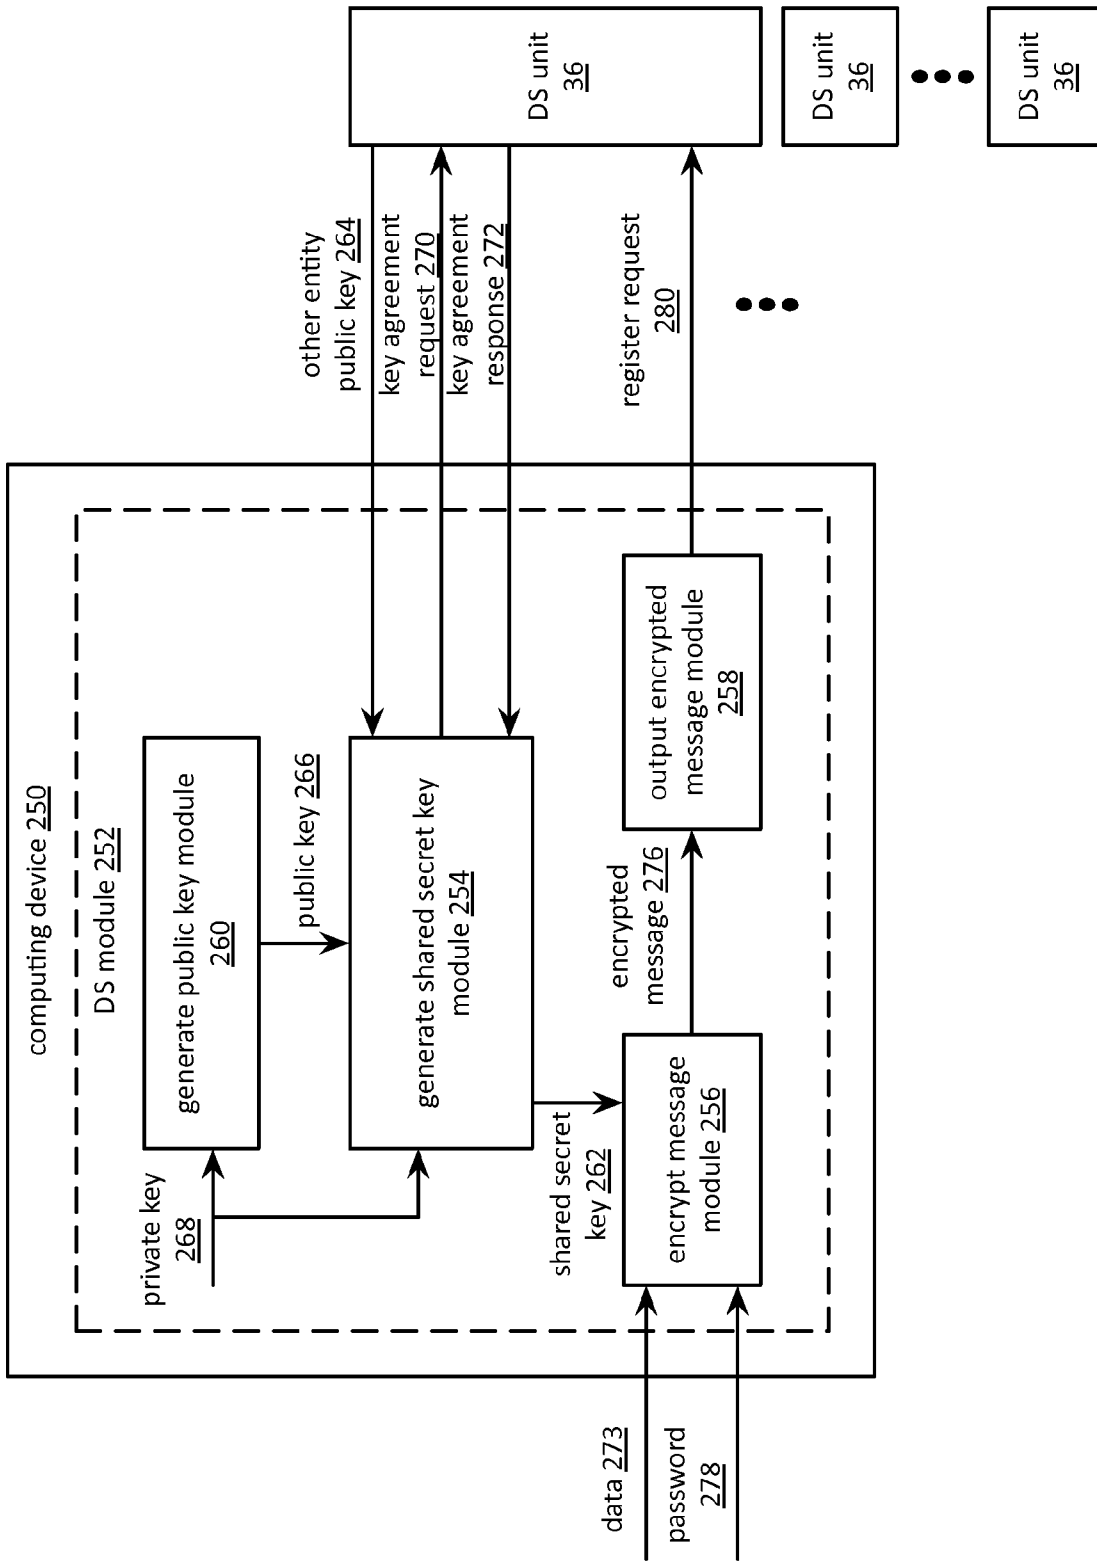 computing device 250
DS module 252
private key
268
generate public key module
260
public key 266
generate shared secret key
module 254
other entity
public key 264
key agreement
request 270
key agreement
response 272
DS unit
36
shared secret
key 262
data 273
password
278
encrypt message
module 256
encrypted
message 276
output encrypted
message module
258
register request
280
DS unit
36
DS unit
36